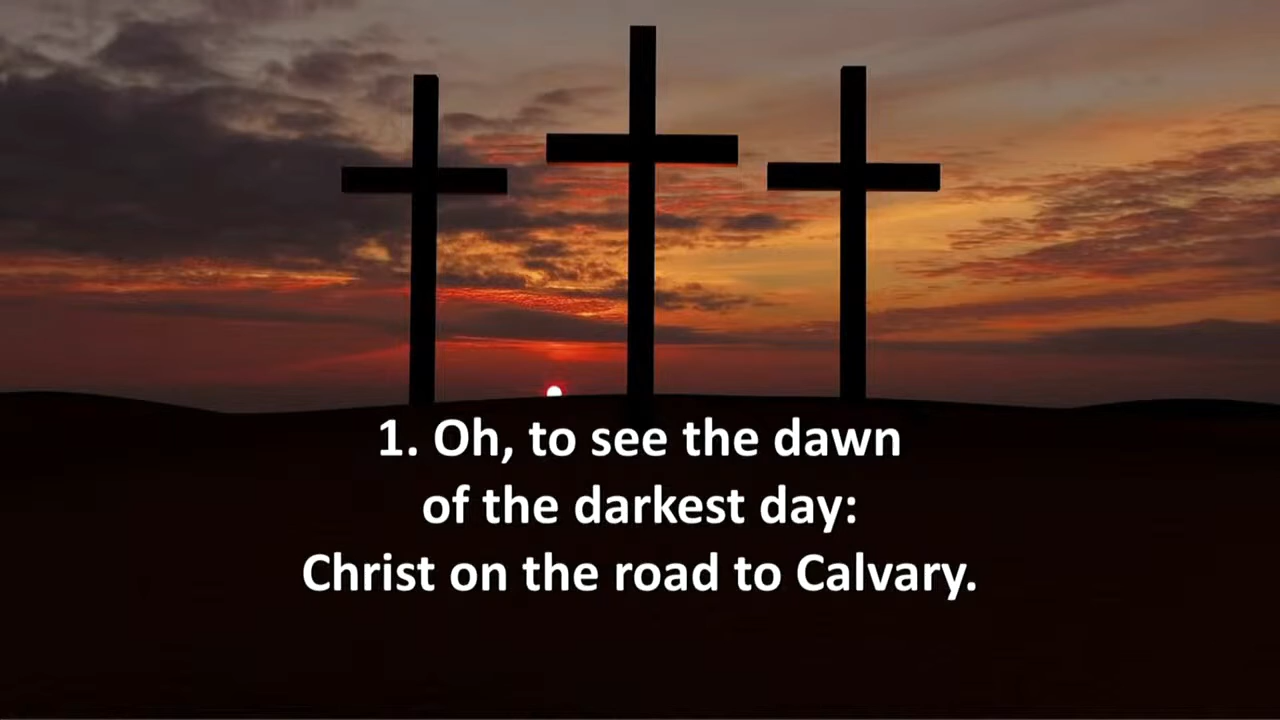 1. Oh, to see the dawn
of the darkest day:
Christ on the road to Calvary.